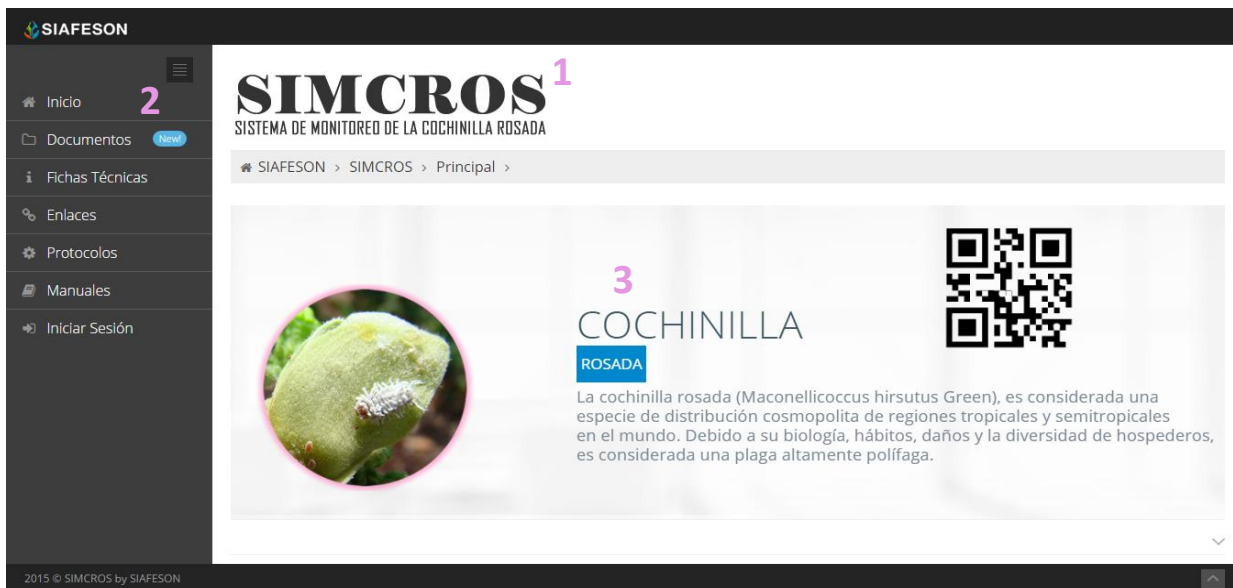 SIAFESON
Inicio
2
Documentos New!
Fichas Técnicas
Enlaces
Protocolos
Manuales
Iniciar Sesión
SIMCROS 1
SISTEMA DE MONITOREO DE LA COCHINILLA ROSADA
SIAFESON > SIMCROS > Principal >
3
COCHINILLA
ROSADA
La cochinilla rosada (Maconellicoccus hirsutus Green), es considerada una
especie de distribución cosmopolita de regiones tropicales y semitropicales
en el mundo. Debido a su biología, hábitos, daños y la diversidad de hospederos,
es considerada una plaga altamente polífaga.
2015 © SIMCROS by SIAFESON